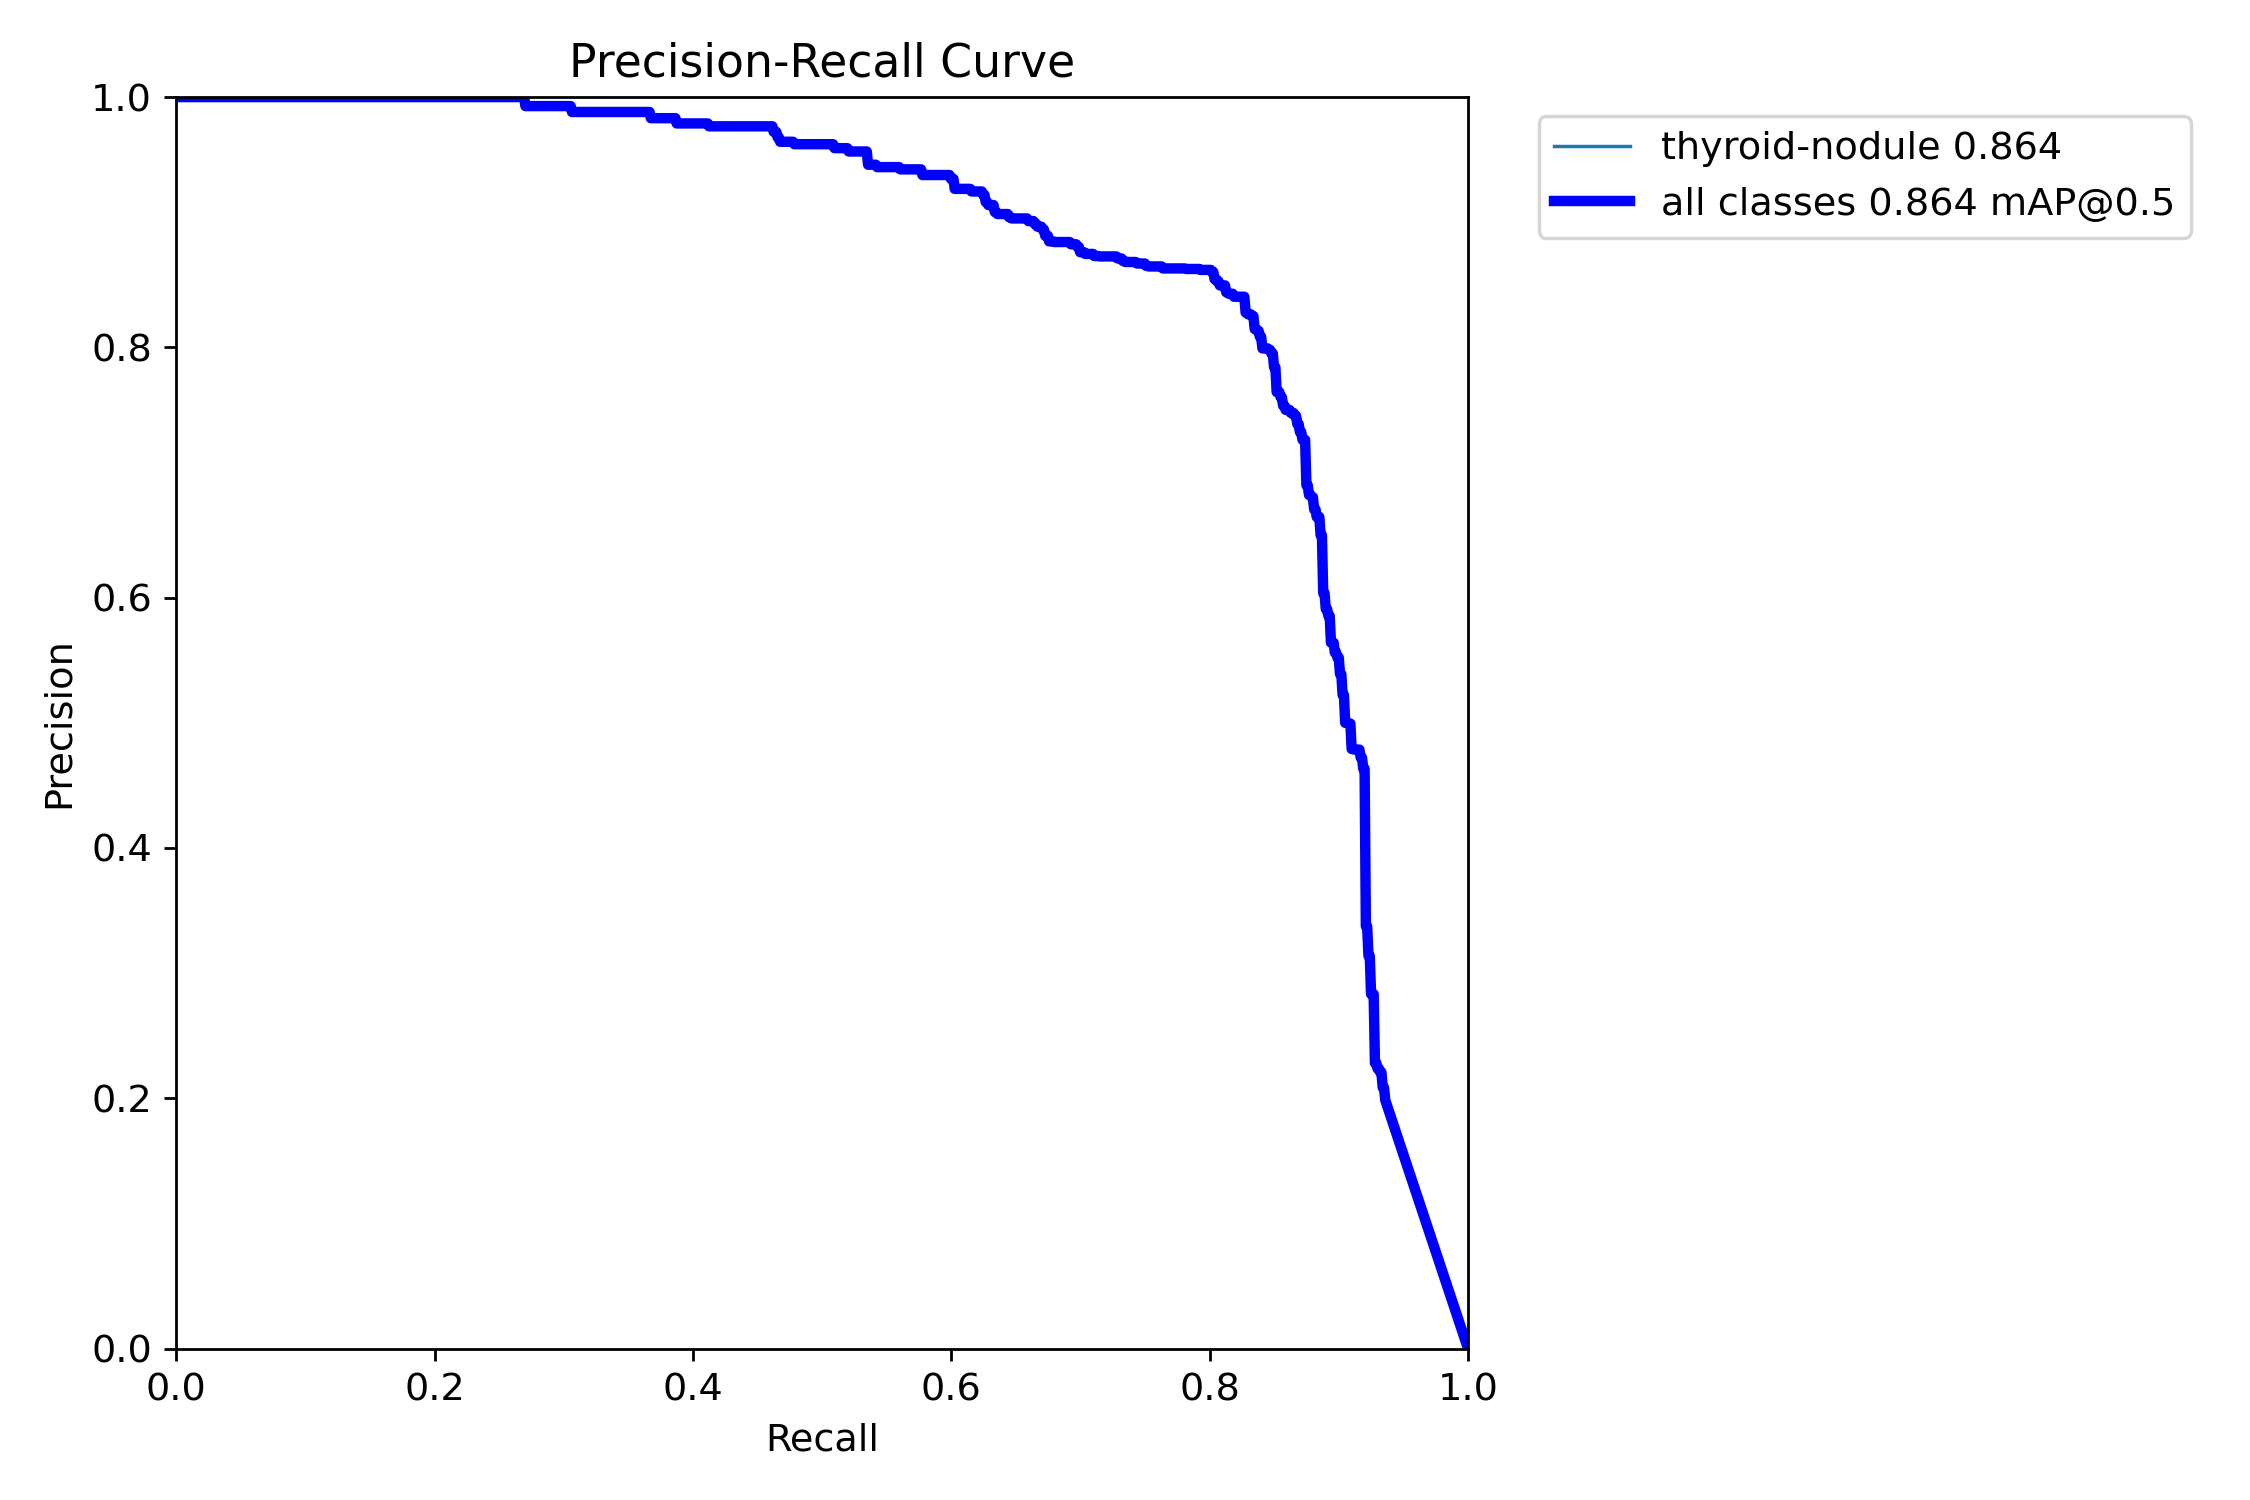 Precision-Recall Curve
1.0
0.8
0.6
0.4
0.2
0.0
Precision
0.0 0.2 0.4 0.6 0.8 1.0
Recall
thyroid-nodule 0.864
all classes 0.864 mAP@0.5